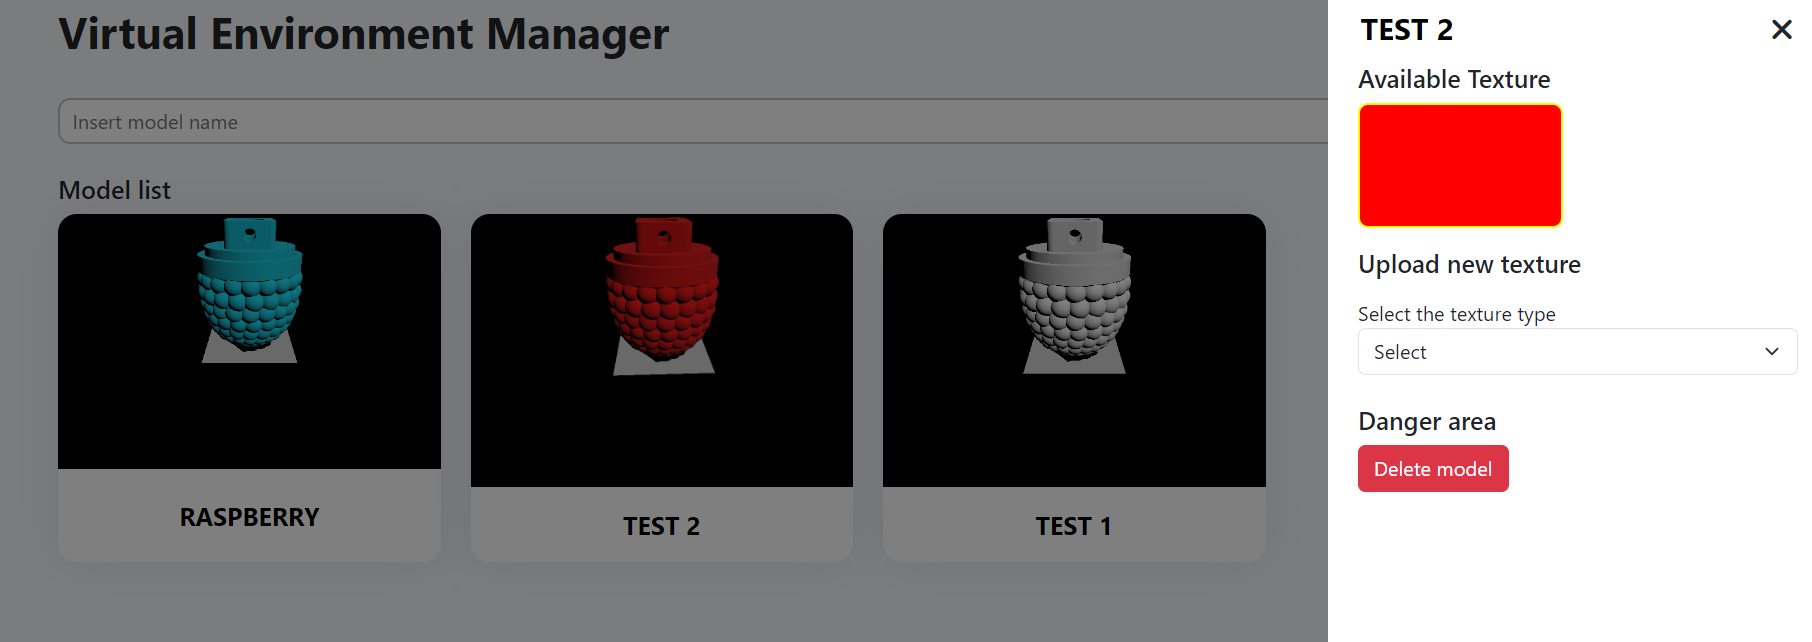 Virtual Environment Manager
Insert model name
Model list
RASPBERRY
TEST 2
TEST 1
TEST 2
Available Texture
Upload new texture
Select the texture type
Select
Danger area
Delete model